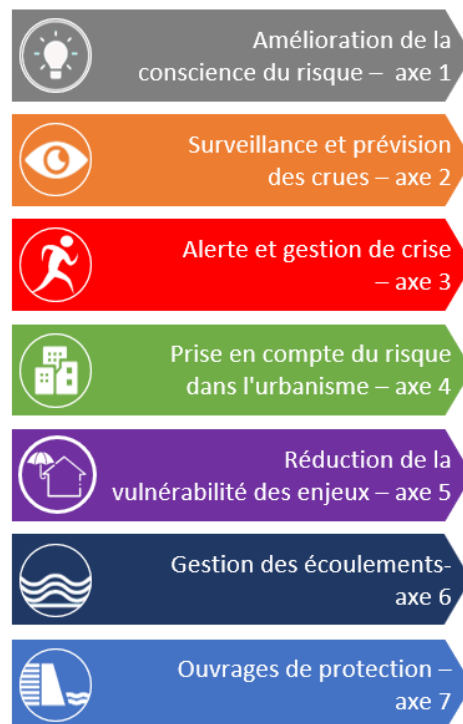 Amélioration de la
conscience du risque – axe 1
Surveillance et prévision
des crues – axe 2
Alerte et gestion de crise
– axe 3
Prise en compte du risque
dans l'urbanisme – axe 4
Réduction de la
vulnérabilité des enjeux – axe 5
Gestion des écoulements-
axe 6
Ouvrages de protection –
axe 7